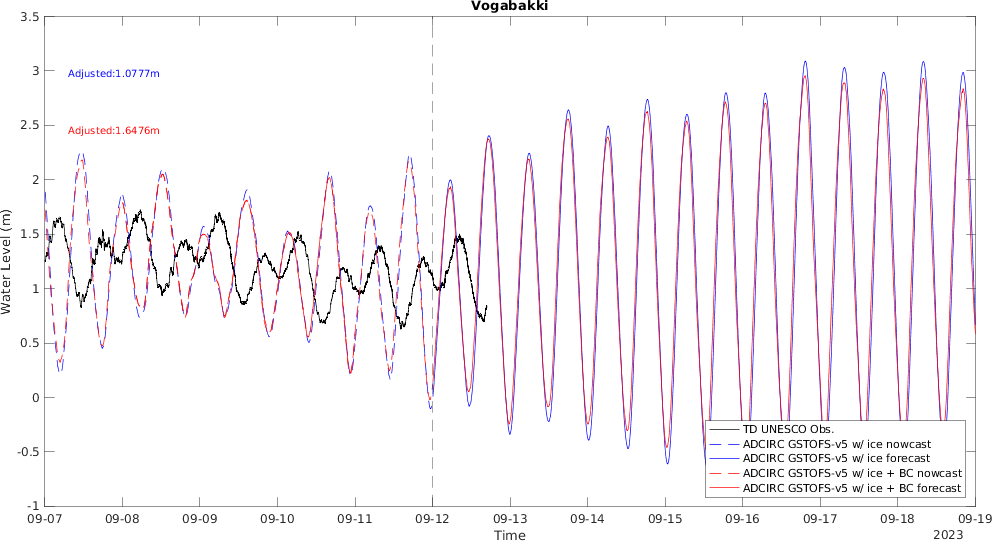 Vogabakki
3.5
3
2.5
2
1.5
1
0.5
0
-0.5
-1
Water Level (m)
Adjusted:1.0777m
Adjusted:1.6476m
TD UNESCO Obs.
ADCIRC GSTOFS-v5 w/ ice nowcast
ADCIRC GSTOFS-v5 w/ ice forecast
ADCIRC GSTOFS-v5 w/ ice + BC nowcast
ADCIRC GSTOFS-v5 w/ ice + BC forecast
09-07 09-08 09-09 09-10 09-11 09-12 09-13 09-14 09-15 09-16 09-17 09-18 09-19
Time
2023